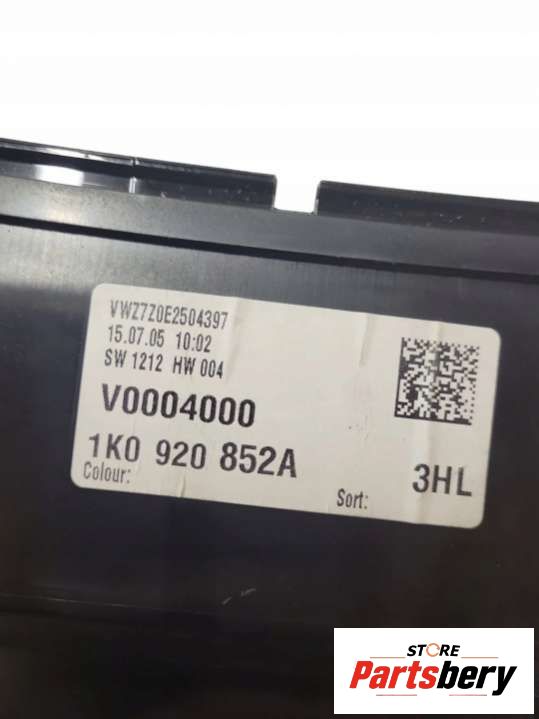 VWZ7Z0E2504397
15.07.05 10:02
SW 1212 HW 004
V0004000
1K0 920 852A
Colour:
Sort: 3HL
STORE
Partsbery